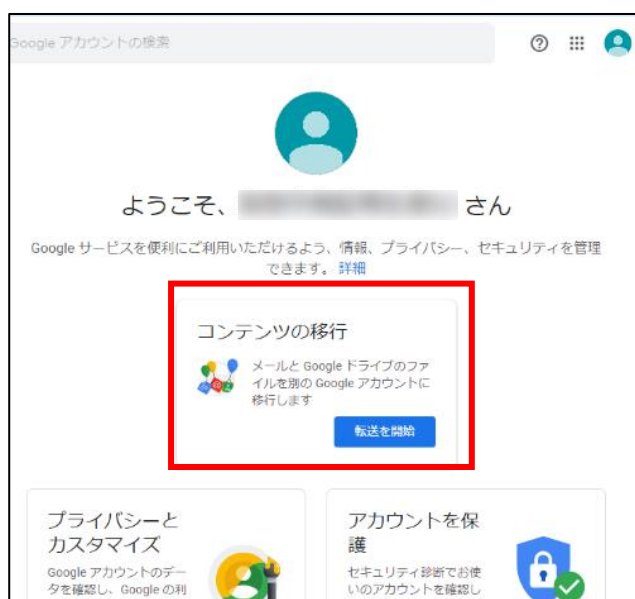 Google アカウントの検索
ようこそ、 さん
Google サービスを便利にご利用いただけるよう、情報、プライバシー、セキュリティを管理
できます。 詳細
コンテンツの移行
メールと Google ドライブのファ
イルを別の Google アカウントに
移行します
転送を開始
プライバシーと
カスタマイズ
Google アカウントのデー
タを確認し、Google の利
アカウントを保
護
セキュリティ診断でお使
いのアカウントを確認し